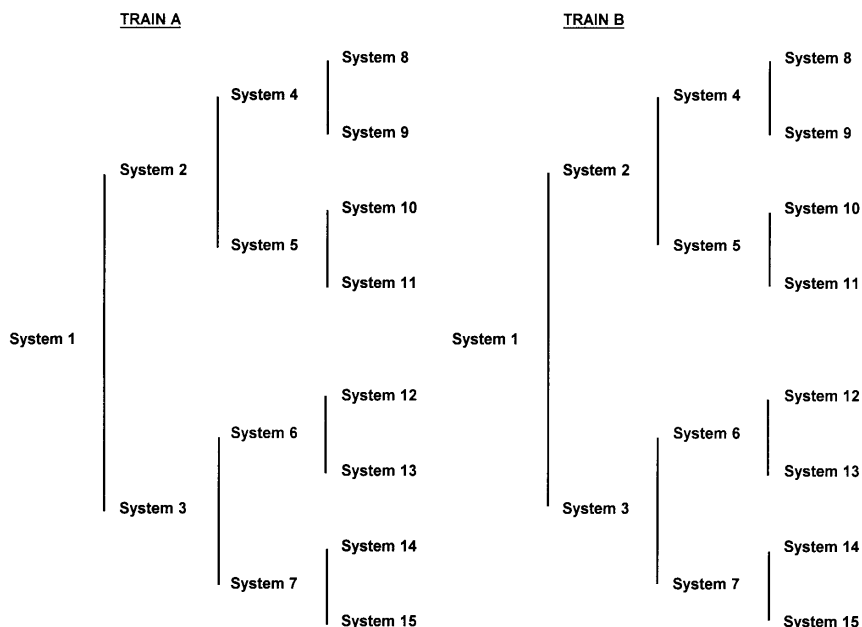 TRAIN A
System 8
System 4
System 9
System 2
System 10
System 5
System 11
System 1
System 12
System 6
System 13
System 3
System 14
System 7
System 15
TRAIN B
System 8
System 4
System 9
System 2
System 10
System 5
System 11
System 1
System 12
System 6
System 13
System 3
System 14
System 7
System 15